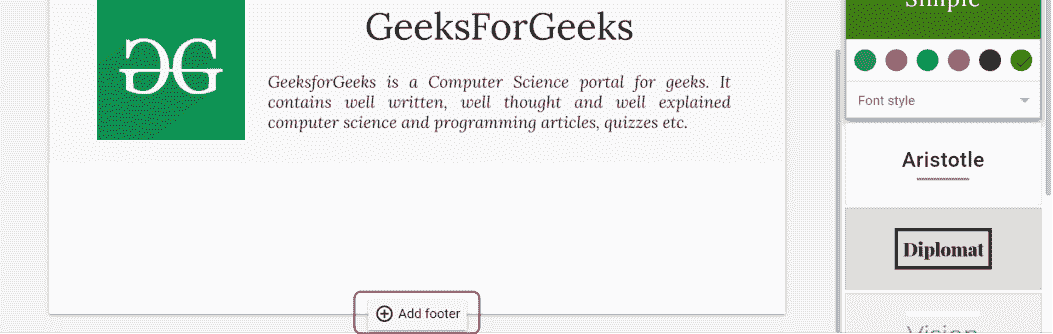 GeeksForGeeks
GeeksforGeeks is a Computer Science portal for geeks. It
contains well written, well thought and well explained
computer science and programming articles, quizzes etc.
Add footer
Simple
Font style
Aristotle
Diplomat
Vision